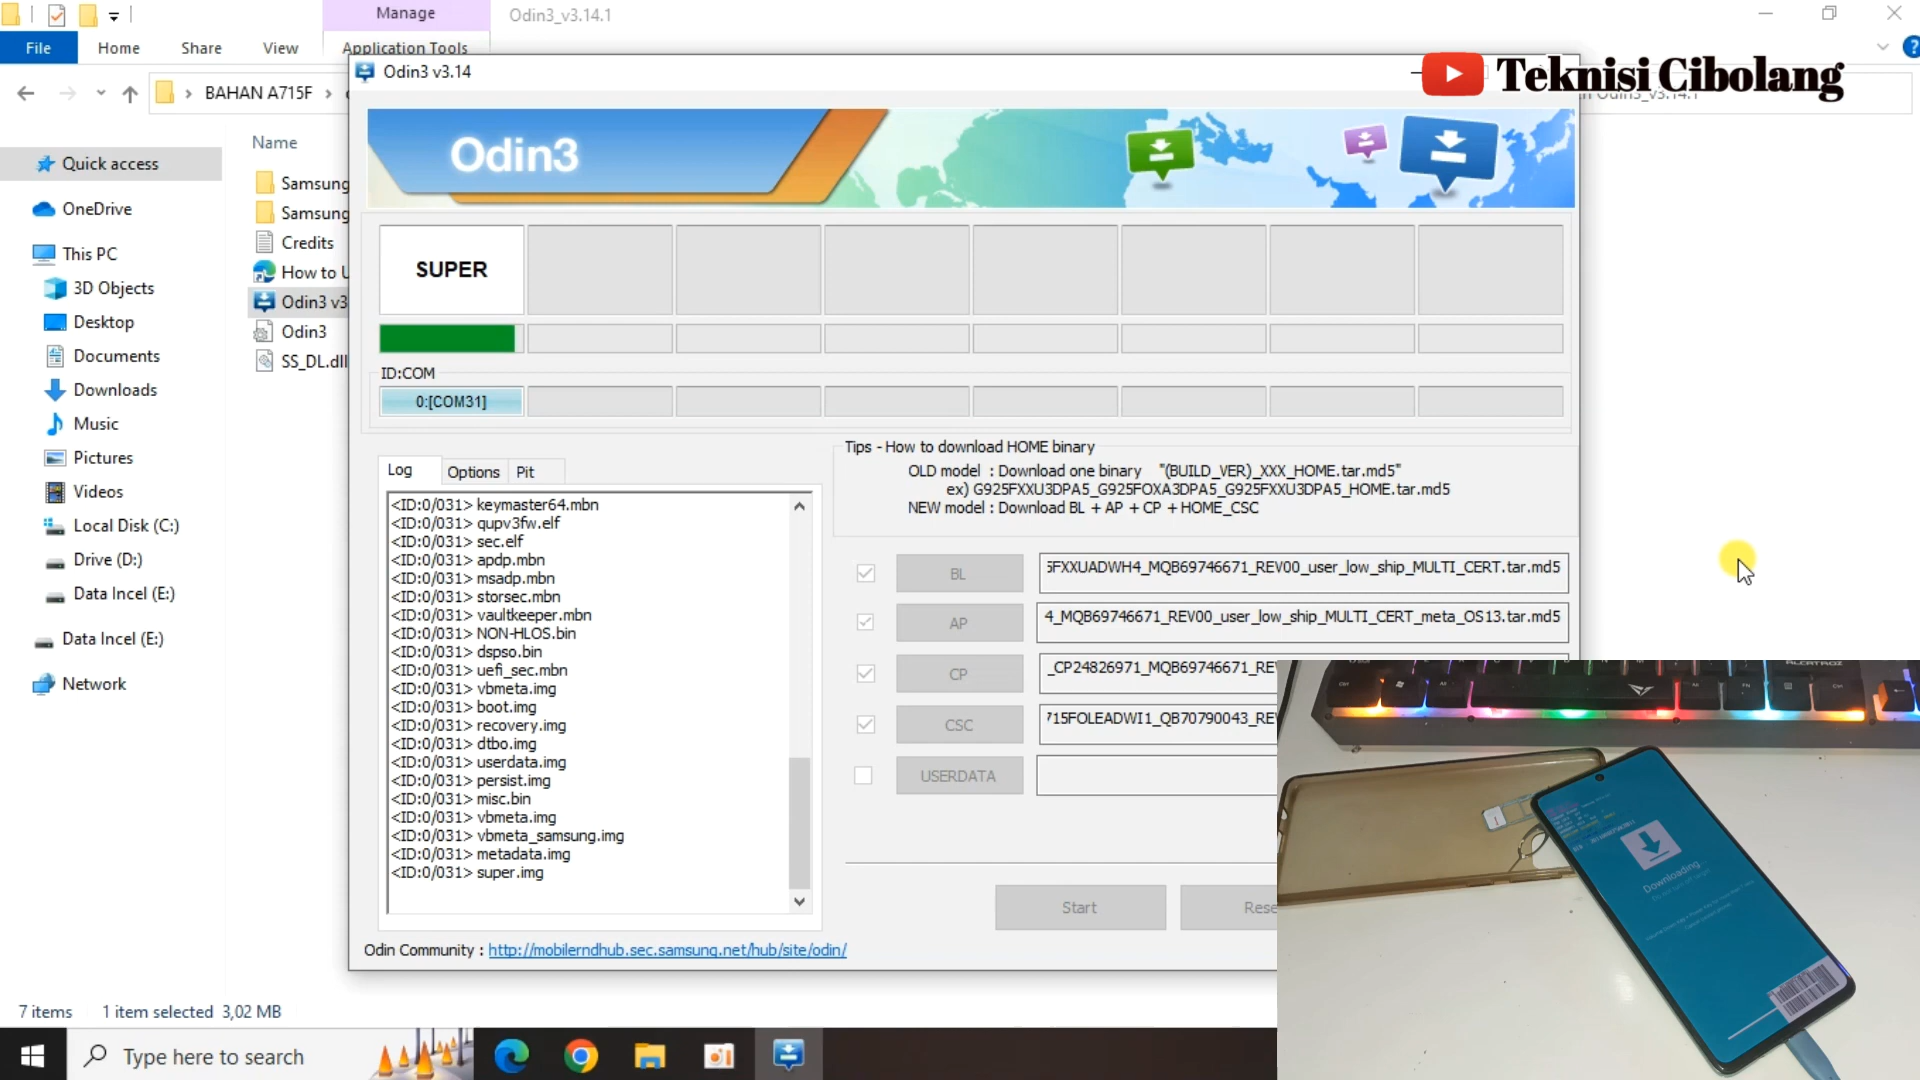 Manage
Odin3_v3.14.1
File
Home
Share
View
Application Tools
BAHAN A715F
Odin3_v3.14.1
Teknisi Cibolang
Odin3 v3.14
Odin3
Name
Quick access
OneDrive
This PC
3D Objects
Desktop
Documents
Downloads
Music
Pictures
Videos
Local Disk (C:)
Drive (D:)
Data Incel (E:)
Data Incel (E:)
Network
Samsung
Samsung
Credits
How to U
Odin3 v3
Odin3
SS_DL.dll
SUPER
ID:COM
0:[COM31]
Log
Options
Pit
<ID:0/031> keymaster64.mbn
<ID:0/031> qupv3fw.elf
<ID:0/031> sec.elf
<ID:0/031> apdp.mbn
<ID:0/031> msadp.mbn
<ID:0/031> storsec.mbn
<ID:0/031> vaultkeeper.mbn
<ID:0/031> NON-HLOS.bin
<ID:0/031> dspso.bin
<ID:0/031> uefi_sec.mbn
<ID:0/031> vbmeta.img
<ID:0/031> boot.img
<ID:0/031> recovery.img
<ID:0/031> dtbo.img
<ID:0/031> userdata.img
<ID:0/031> persist.img
<ID:0/031> misc.bin
<ID:0/031> vbmeta.img
<ID:0/031> vbmeta_samsung.img
<ID:0/031> metadata.img
<ID:0/031> super.img
Tips - How to download HOME binary
OLD model : Download one binary "(BUILD_VER)_XXX_HOME.tar.md5"
ex) G925FXXU3DPA5_G925FOXA3DPA5_G925FXXU3DPA5_HOME.tar.md5
NEW model : Download BL + AP + CP + HOME_CSC
BL
5FXXUADWH4_MQB69746671_REV00_user_low_ship_MULTI_CERT.tar.md5
AP
4_MQB69746671_REV00_user_low_ship_MULTI_CERT_meta_OS13.tar.md5
CP
_CP24826971_MQB69746671_REV
CSC
715FOLEADWI1_QB70790043_REV
USERDATA
Start
Rese
Odin Community : http://mobilerndhub.sec.samsung.net/hub/site/odin/
Downloading
7 items
1 item selected 3,02 MB
Type here to search